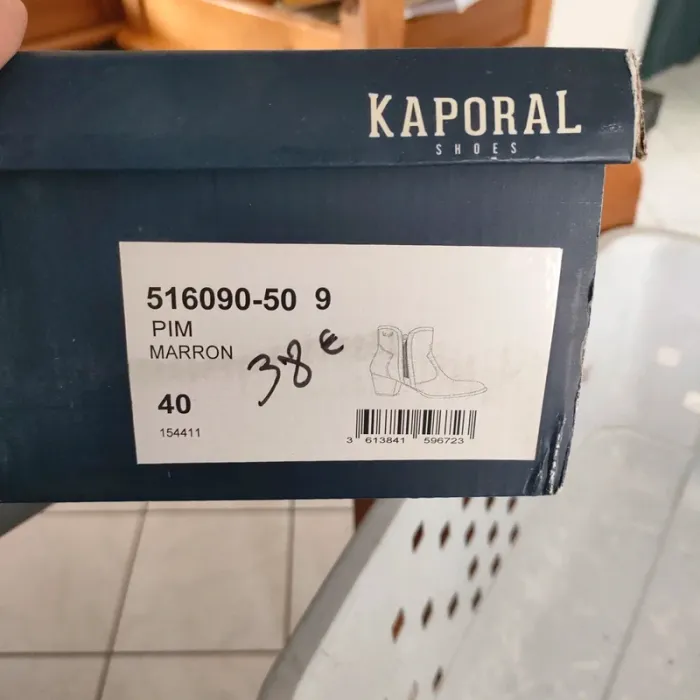 KAPORAL
SHOES
516090-50 9
PIM
MARRON
38 €
40
154411
3 613841 596723